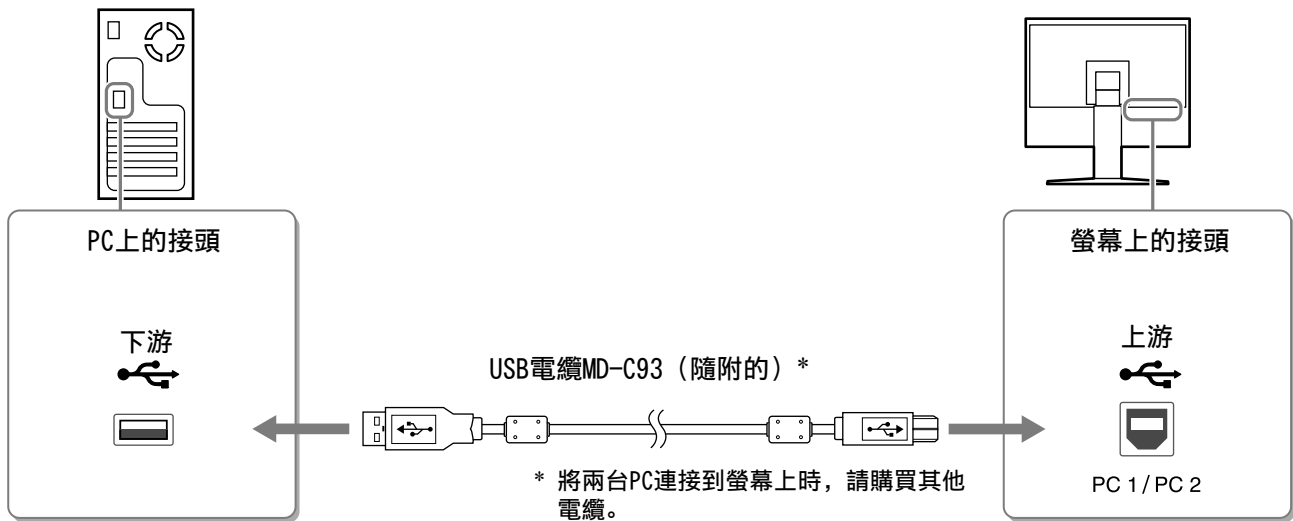 PC上的接頭
螢幕上的接頭
下游
上游
USB電纜MD-C93（隨附的）*
PC 1/PC 2
* 將兩台PC連接到螢幕上時，請購買其他
電纜。